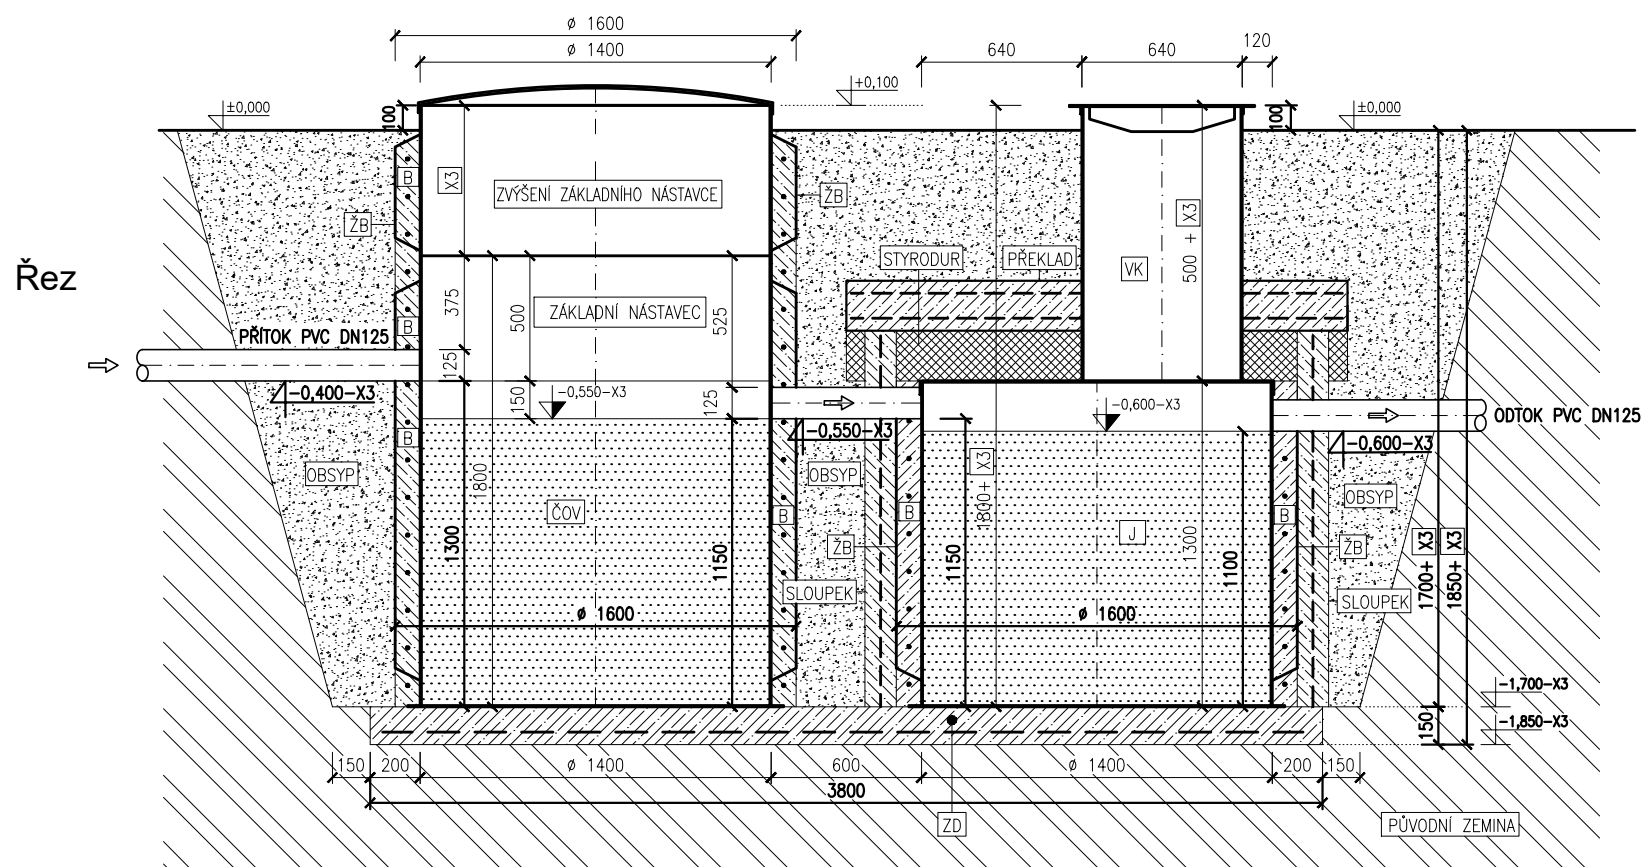 ø 1600
ø 1400
640
640
120
±0,000
+0,100
±0,000
100
100
B
X3
ZVÝŠENÍ ZÁKLADNÍHO NÁSTAVCE
ŽB
ŽB
500 + X3
STYRODUR
PŘEKLAD
VK
Řez
375
500
ZÁKLADNÍ NÁSTAVEC
525
B
PŘÍTOK PVC DN125
125
-0,400-X3
150
-0,550-X3
125
-0,600-X3
ODTOK PVC DN125
-0,550-X3
-0,600-X3
B
OBSYP
1800
OBSYP
1800+ X3
OBSYP
ČOV
B
B
J
B
1300
1150
ŽB
1150
1300
1100
ŽB
1700+ X3
1850+ X3
SLOUPEK
SLOUPEK
ø 1600
ø 1600
-1,700-X3
150
-1,850-X3
150
200
ø 1400
600
ø 1400
200
150
3800
ZD
PŮVODNÍ ZEMINA